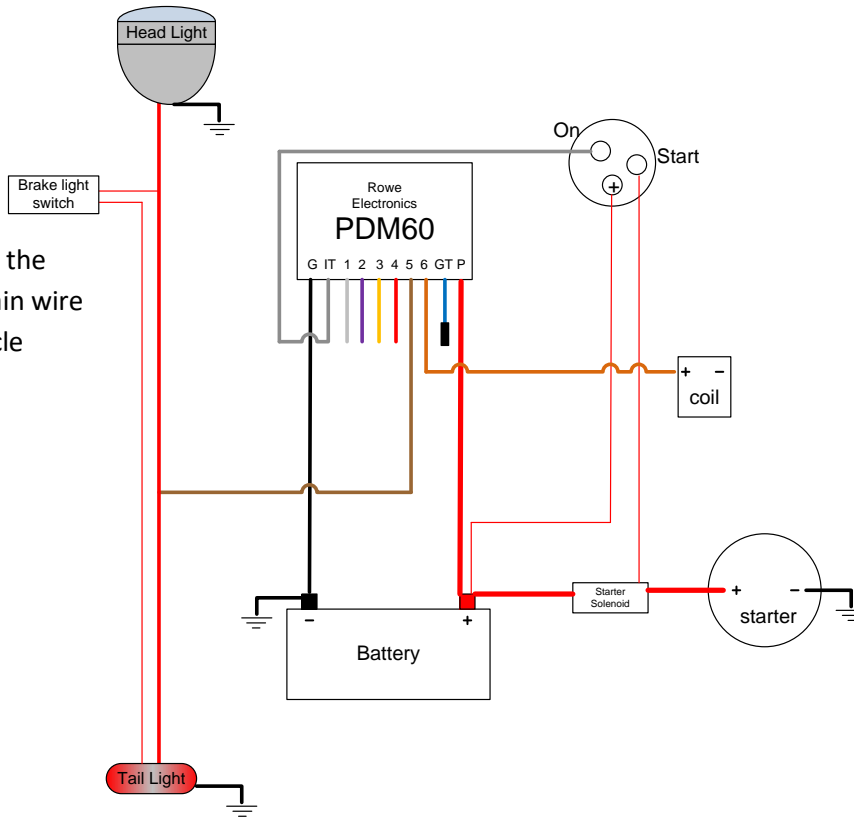 Head Light
On
Start
+
Brake light
switch
Rowe
Electronics
PDM60
G IT 1 2 3 4 5 6 GT P
the
in wire
cle
+ −
coil
Starter
Solenoid
+ −
starter
− +
Battery
Tail Light